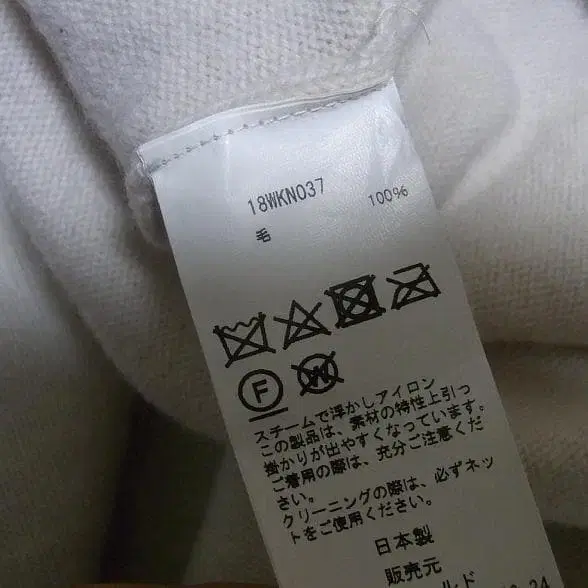 18WKN037
毛 100%
F
W
スチームで浮かしアイロン
この製品は、素材の特性上引っ
掛かりが出やすくなっています。
ご着用の際は、充分ご注意くだ
さい。
クリーニングの際は、必ずネッ
トをご使用ください。
日本製
販売元